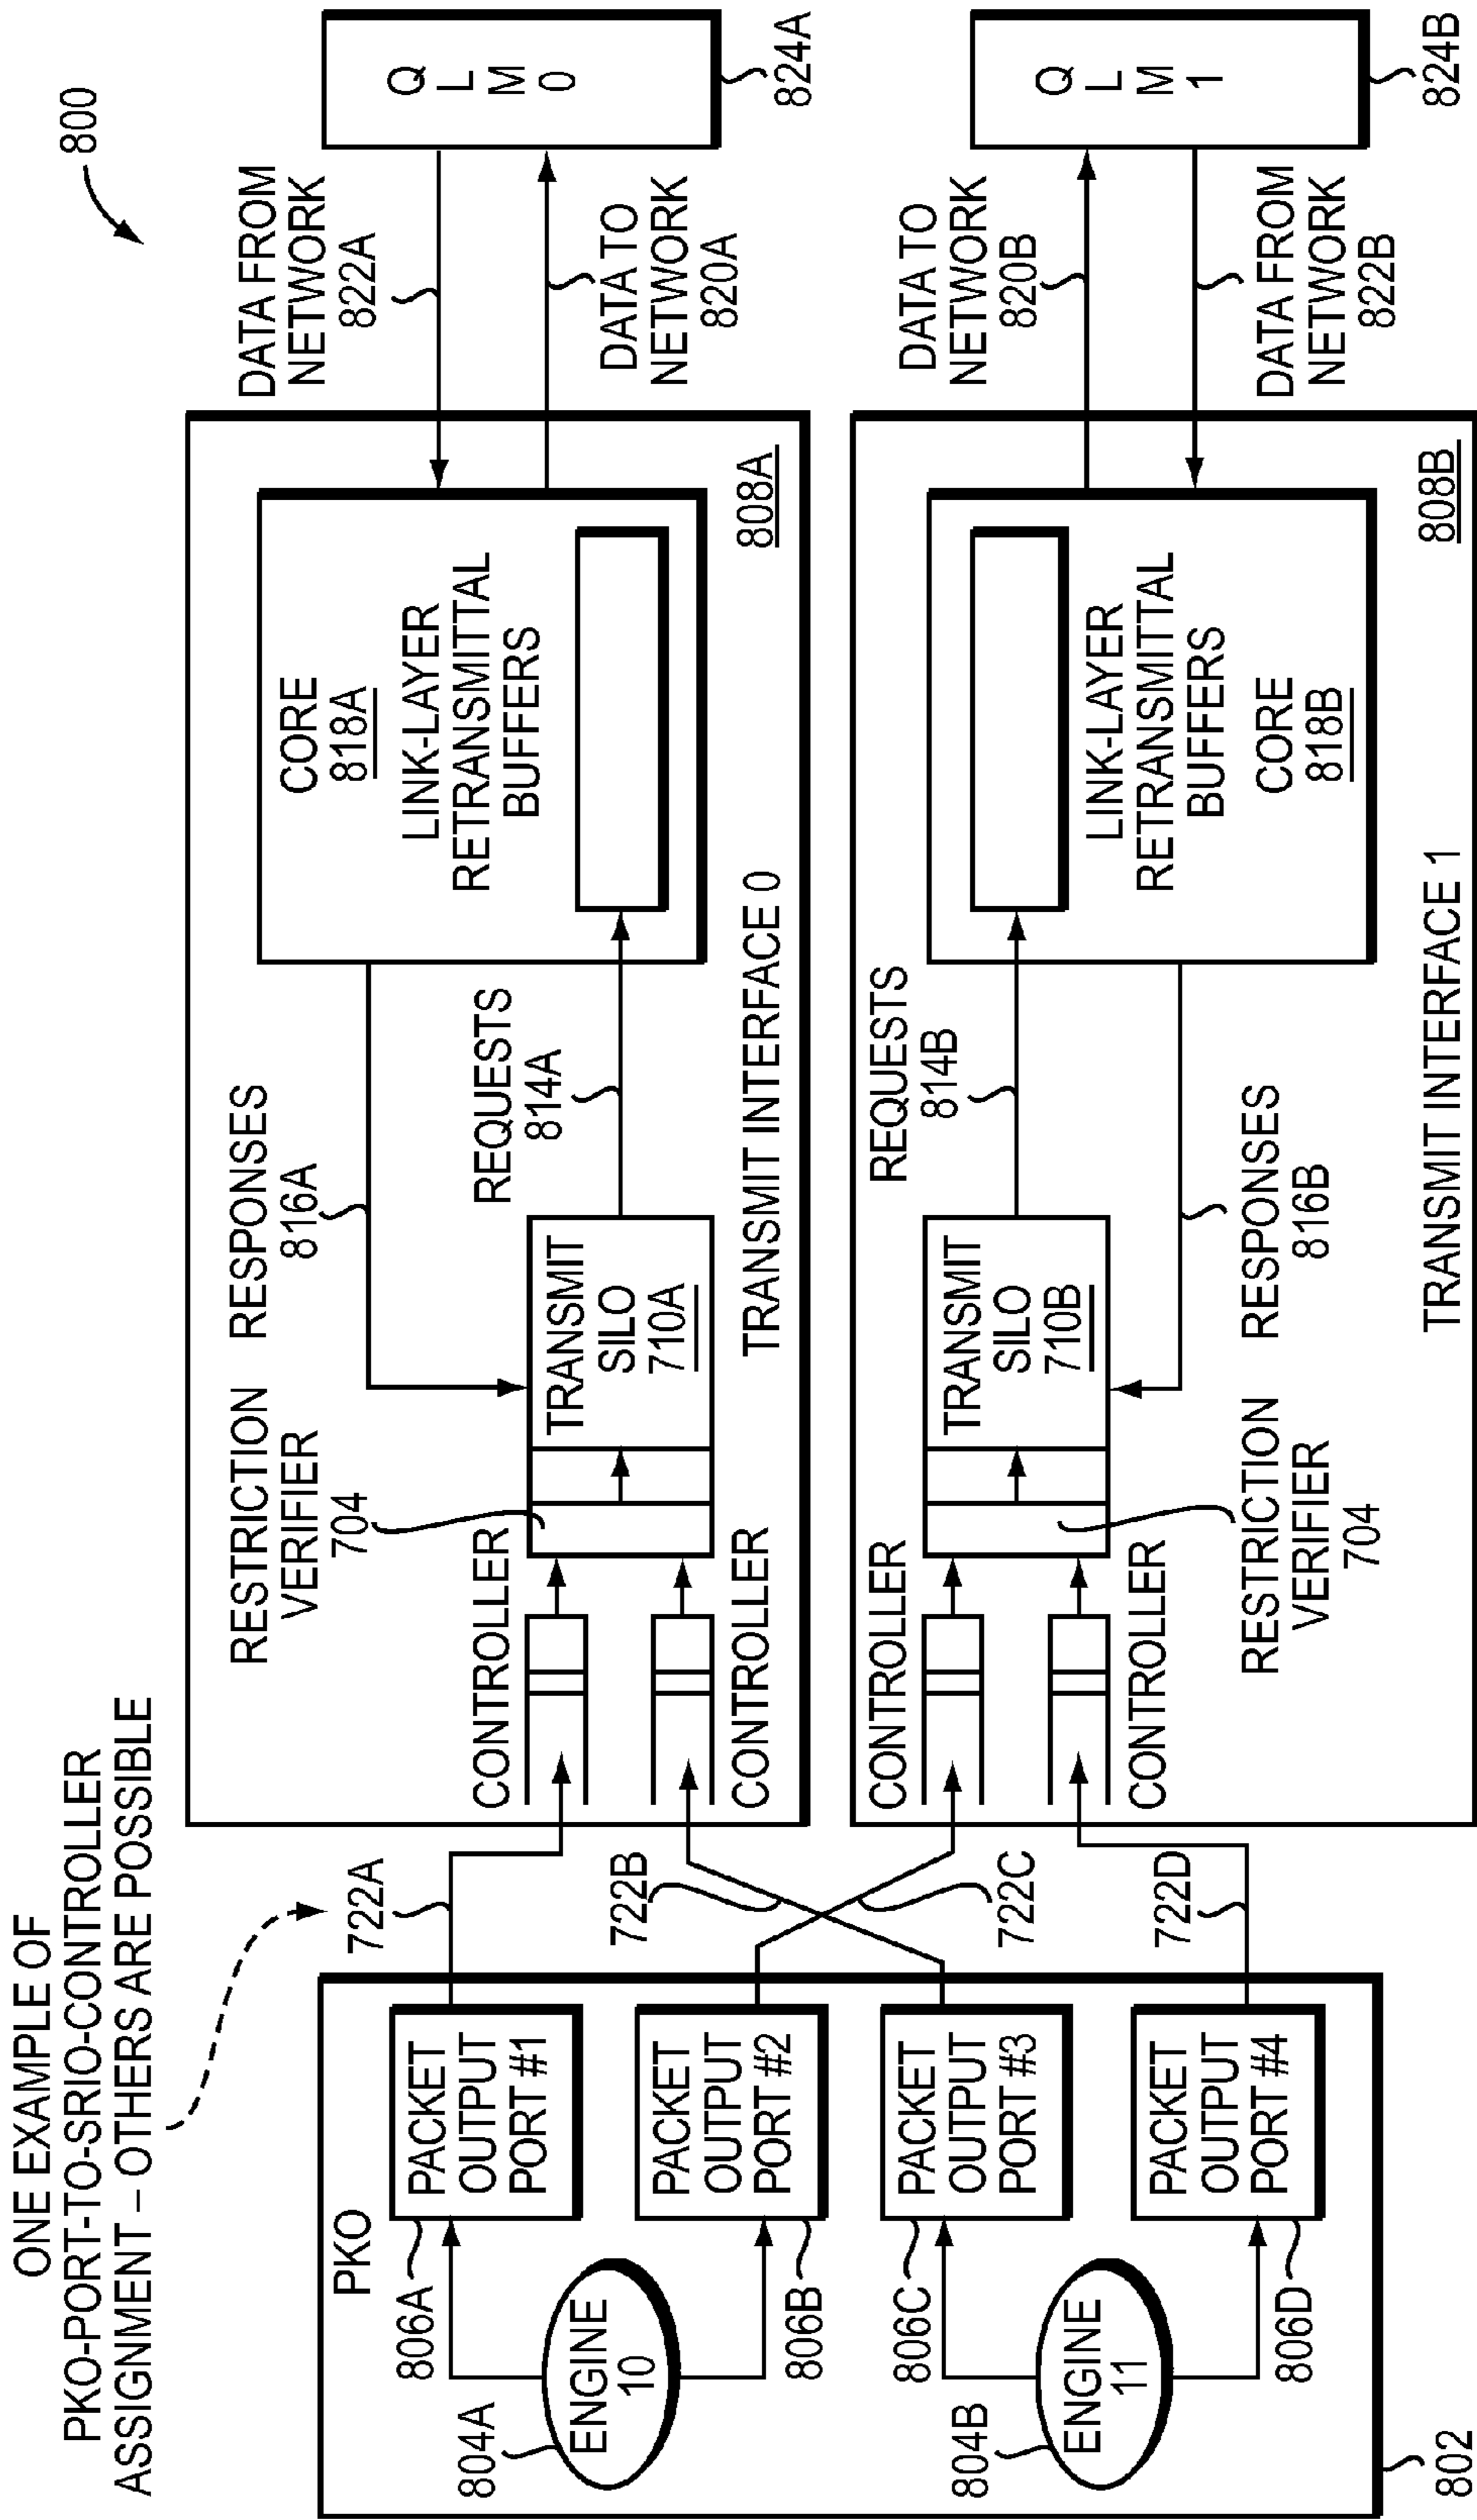 ONE EXAMPLE OF
PKO-PORT-TO-SRIO-CONTROLLER
ASSIGNMENT – OTHERS ARE POSSIBLE
800
802
PKO
804A
ENGINE
10
804B
ENGINE
11
806A
PACKET
OUTPUT
PORT #1
806B
PACKET
OUTPUT
PORT #2
806C
PACKET
OUTPUT
PORT #3
806D
PACKET
OUTPUT
PORT #4
722A
722B
722C
722D
CONTROLLER
CONTROLLER
RESTRICTION
VERIFIER
704
TRANSMIT
SILO
710A
RESPONSES
816A
REQUESTS
814A
TRANSMIT INTERFACE 0
CORE
818A
LINK-LAYER
RETRANSMITTAL
BUFFERS
808A
DATA FROM
NETWORK
822A
DATA TO
NETWORK
820A
QLM0
824A
CONTROLLER
CONTROLLER
RESTRICTION
VERIFIER
704
TRANSMIT
SILO
710B
REQUESTS
814B
RESPONSES
816B
TRANSMIT INTERFACE 1
LINK-LAYER
RETRANSMITTAL
BUFFERS
CORE
818B
808B
DATA TO
NETWORK
820B
DATA FROM
NETWORK
822B
QLM1
824B